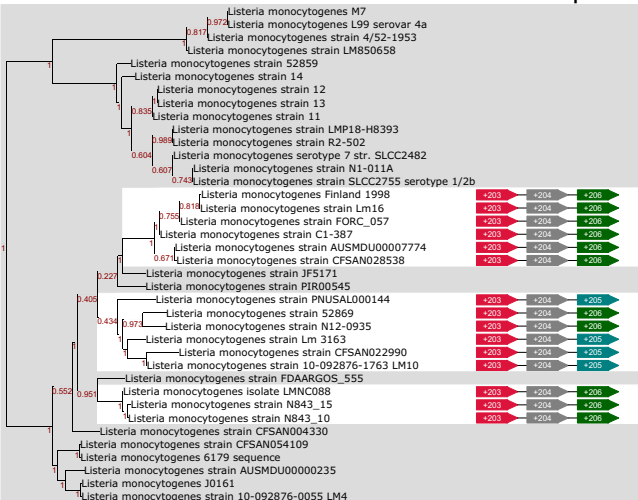 Listeria monocytogenes M7
0.972 Listeria monocytogenes L99 serovar 4a
0.817 Listeria monocytogenes strain 4/52-1953
Listeria monocytogenes strain LM850658
1 Listeria monocytogenes strain 52859
Listeria monocytogenes strain 14
1 Listeria monocytogenes strain 12
1 1 Listeria monocytogenes strain 13
0.835 Listeria monocytogenes strain 11
Listeria monocytogenes strain LMP18-H8393
1 0.989 Listeria monocytogenes strain R2-502
0.604 Listeria monocytogenes serotype 7 str. SLCC2482
0.607 Listeria monocytogenes strain N1-011A
0.743 Listeria monocytogenes strain SLCC2755 serotype 1/2b
Listeria monocytogenes Finland 1998 +203 +204 +206
0.818 Listeria monocytogenes strain Lm16 +203 +204 +206
0.755 Listeria monocytogenes strain FORC_057 +203 +204 +206
1 Listeria monocytogenes strain C1-387 +203 +204 +206
1 Listeria monocytogenes strain AUSMDU00007774 +203 +204 +206
1 0.671 Listeria monocytogenes strain CFSAN028538 +203 +204 +206
0.227 Listeria monocytogenes strain JF5171
1 Listeria monocytogenes strain PIR00545
0.405 Listeria monocytogenes strain PNUSAL000144 +203 +204 +205
Listeria monocytogenes strain 52869 +203 +204 +206
0.434 0.973 Listeria monocytogenes strain N12-0935 +203 +204 +206
1 Listeria monocytogenes strain Lm 3163 +203 +204 +205
1 Listeria monocytogenes strain CFSAN022990 +203 +204 +205
1 1 Listeria monocytogenes strain 10-092876-1763 LM10 +203 +204 +205
Listeria monocytogenes strain FDAARGOS_555
0.552 0.951 Listeria monocytogenes isolate LMNC088 +203 +204 +206
1 Listeria monocytogenes strain N843_15 +203 +204 +206
1 Listeria monocytogenes strain N843_10 +203 +204 +206
1 Listeria monocytogenes strain CFSAN004330
Listeria monocytogenes strain CFSAN054109
1 Listeria monocytogenes strain 6179 sequence
1 Listeria monocytogenes strain AUSMDU00000235
1 Listeria monocytogenes J0161
1 Listeria monocytogenes strain 10-092876-0055 LM4